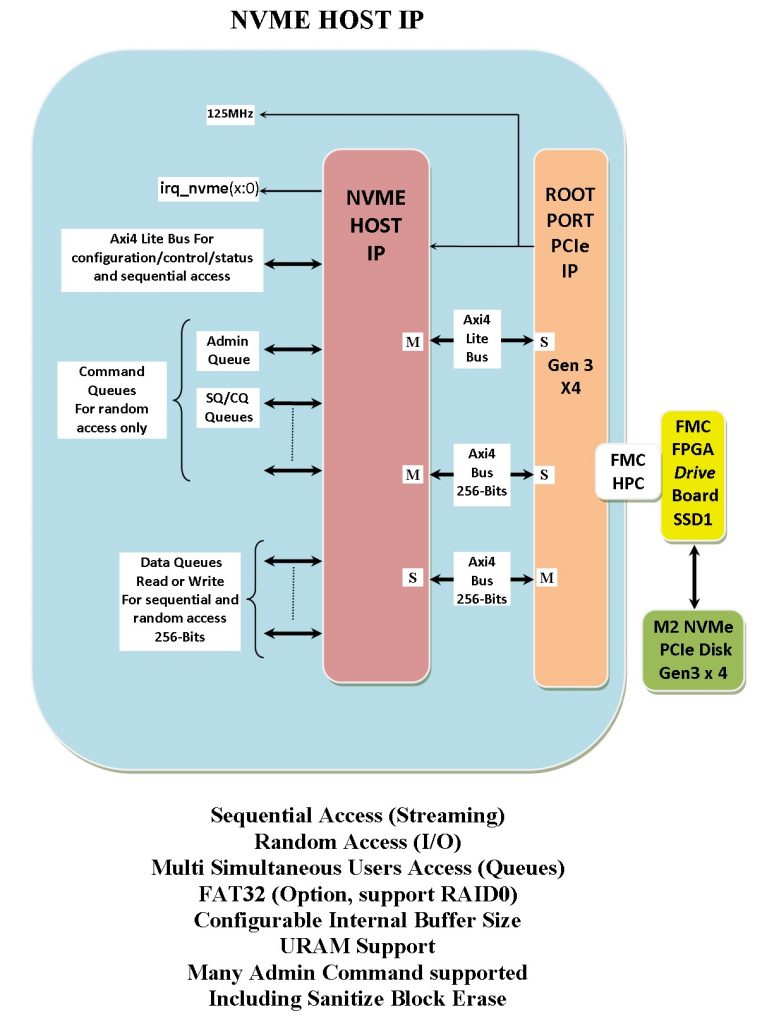 NVME HOST IP
125MHz
irq_nvme(x:0)
Axi4 Lite Bus For
configuration/control/status
and sequential access
Command
Queues
For random
access only
Admin
Queue
SQ/CQ
Queues
Data Queues
Read or Write
For sequential and
random access
256-Bits
NVME
HOST
IP
M
M
S
Axi4
Lite
Bus
Axi4
Bus
256-Bits
Axi4
Bus
256-Bits
ROOT
PORT
PCIe
IP
S
Gen 3
X4
S
M
FMC
HPC
FMC
FPGA
Drive
Board
SSD1
M2 NVMe
PCIe Disk
Gen3 x 4
Sequential Access (Streaming)
Random Access (I/O)
Multi Simultaneous Users Access (Queues)
FAT32 (Option, support RAID0)
Configurable Internal Buffer Size
URAM Support
Many Admin Command supported
Including Sanitize Block Erase